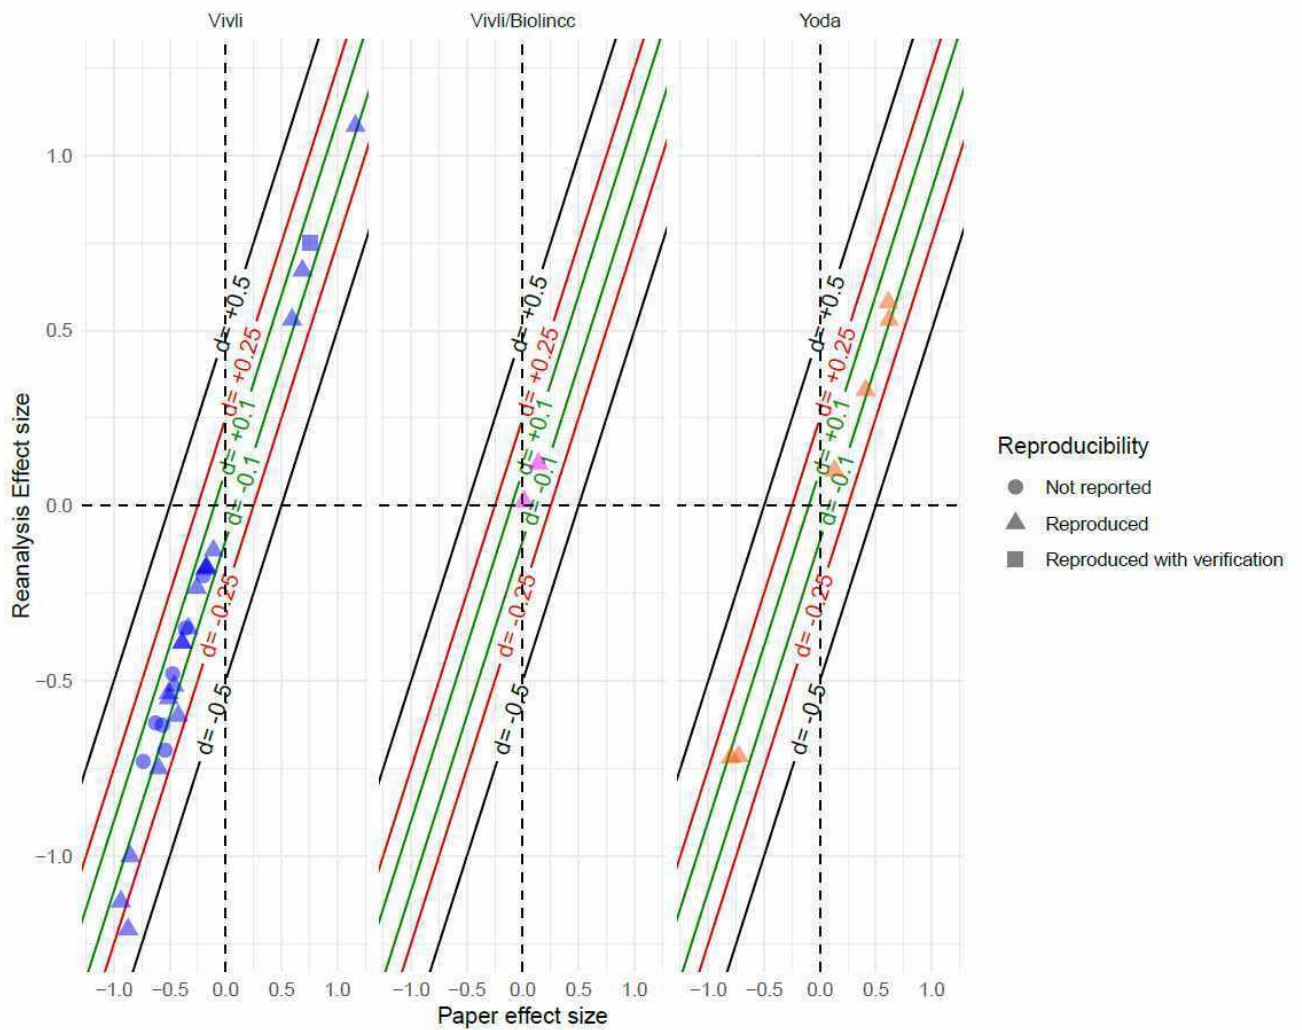 Vivli
Vivli/Biolincc
Yoda
1.0
0.5
0.0
−0.5
−1.0
Reanalysis Effect size
d= +0.5
d= +0.25
d= +0.1
d= -0.1
d= -0.25
d= -0.5
d= +0.5
d= +0.25
d= +0.1
d= -0.1
d= -0.25
d= -0.5
d= +0.5
d= +0.25
d= +0.1
d= -0.1
d= -0.25
d= -0.5
−1.0 −0.5 0.0 0.5 1.0
−1.0 −0.5 0.0 0.5 1.0
−1.0 −0.5 0.0 0.5 1.0
Paper effect size
Reproducibility
Not reported
Reproduced
Reproduced with verification